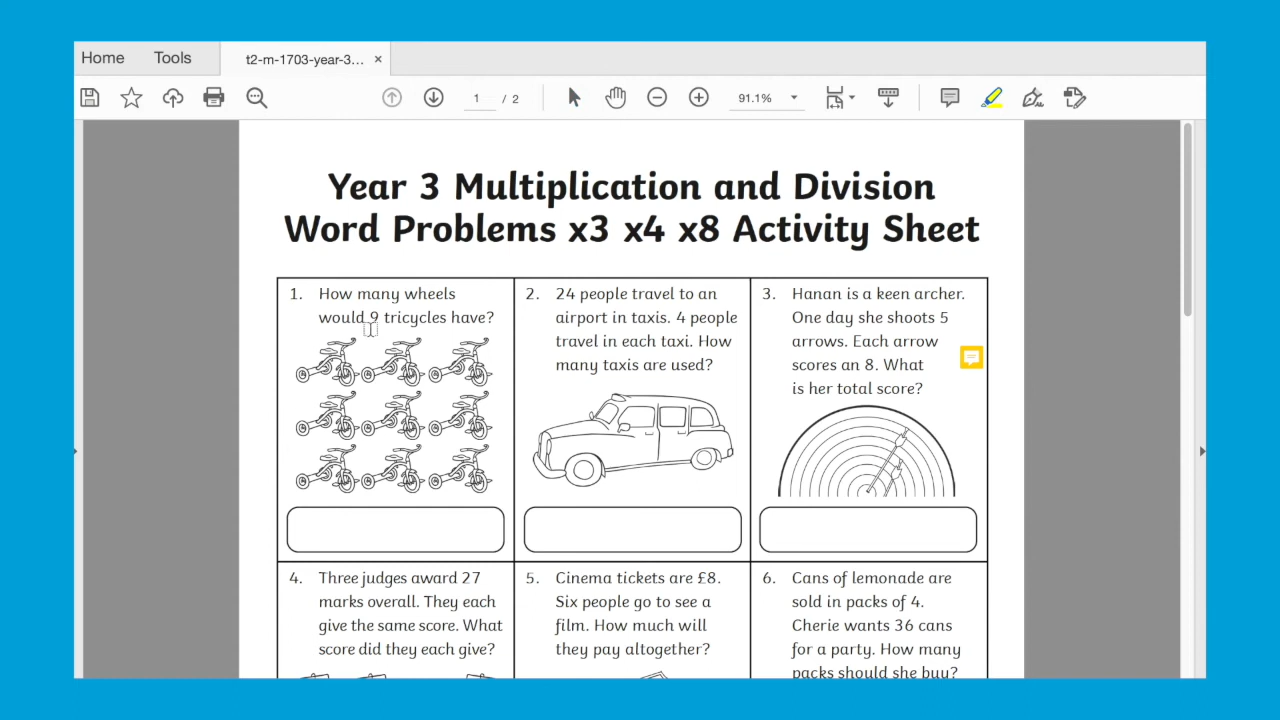 Home Tools t2-m-1703-year-3... ×
1 / 2 91.1%
Year 3 Multiplication and Division
Word Problems x3 x4 x8 Activity Sheet
1. How many wheels
would 9 tricycles have?
2. 24 people travel to an
airport in taxis. 4 people
travel in each taxi. How
many taxis are used?
3. Hanan is a keen archer.
One day she shoots 5
arrows. Each arrow
scores an 8. What
is her total score?
4. Three judges award 27
marks overall. They each
give the same score. What
score did they each give?
5. Cinema tickets are £8.
Six people go to see a
film. How much will
they pay altogether?
6. Cans of lemonade are
sold in packs of 4.
Cherie wants 36 cans
for a party. How many
packs should she buy?